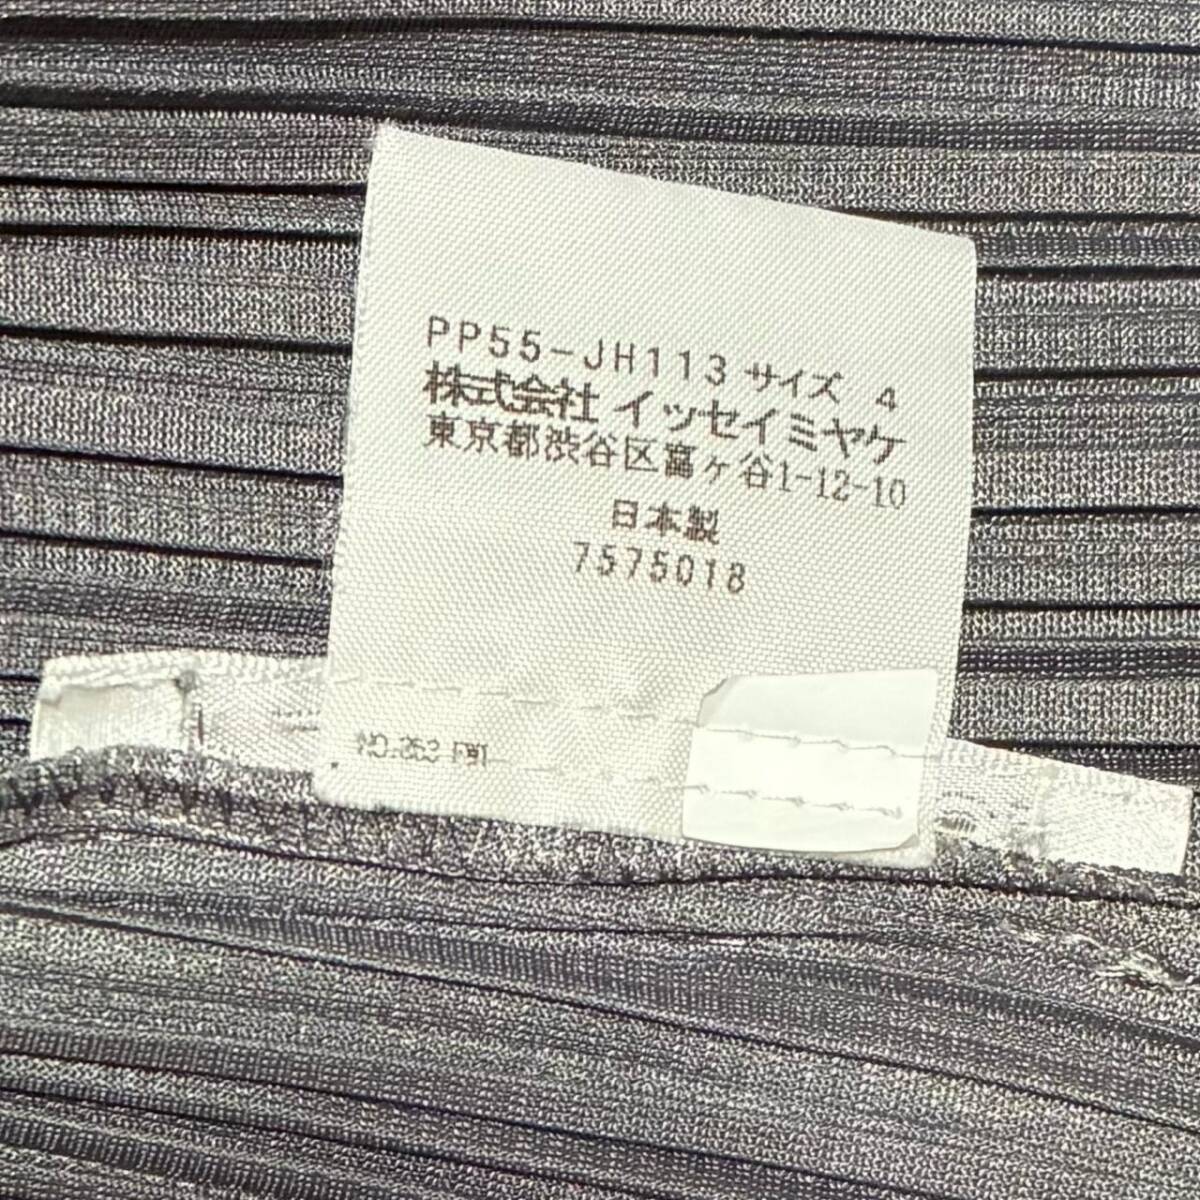 PP55-JH113 サイズ 4
株式会社 イッセイミヤケ
東京都渋谷区富ヶ谷1-12-10
日本製
7575018